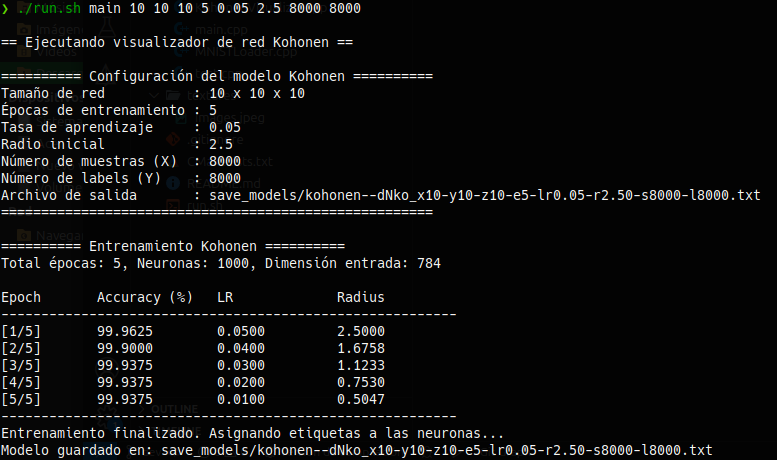 ❯ ./run.sh main 10 10 10 5 0.05 2.5 8000 8000
== Ejecutando visualizador de red Kohonen ==
========== Configuración del modelo Kohonen ==========
Tamaño de red          : 10 x 10 x 10
Épocas de entrenamiento : 5
Tasa de aprendizaje     : 0.05
Radio inicial           : 2.5
Número de muestras (X)  : 8000
Número de labels (Y)    : 8000
Archivo de salida       : save_models/kohonen--dNko_x10-y10-z10-e5-lr0.05-r2.50-s8000-l8000.txt
======================================================
========== Entrenamiento Kohonen ==========
Total épocas: 5, Neuronas: 1000, Dimensión entrada: 784
Epoch       Accuracy (%)   LR             Radius
---------------------------------------------------------
[1/5]       99.9625        0.0500         2.5000
[2/5]       99.9000        0.0400         1.6758
[3/5]       99.9375        0.0300         1.1233
[4/5]       99.9375        0.0200         0.7530
[5/5]       99.9375        0.0100         0.5047
---------------------------------------------------------
Entrenamiento finalizado. Asignando etiquetas a las neuronas...
Modelo guardado en: save_models/kohonen--dNko_x10-y10-z10-e5-lr0.05-r2.50-s8000-l8000.txt